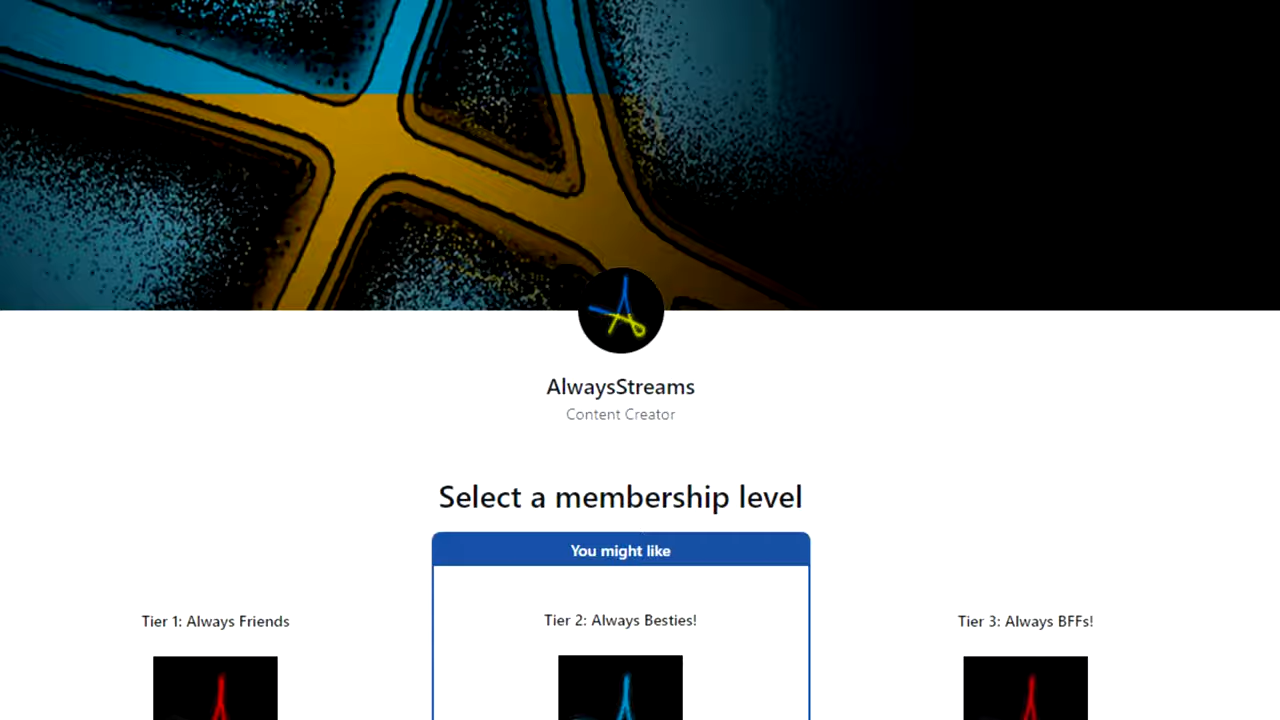 AlwaysStreams
Content Creator
Select a membership level
You might like
Tier 1: Always Friends
Tier 2: Always Besties!
Tier 3: Always BFFs!